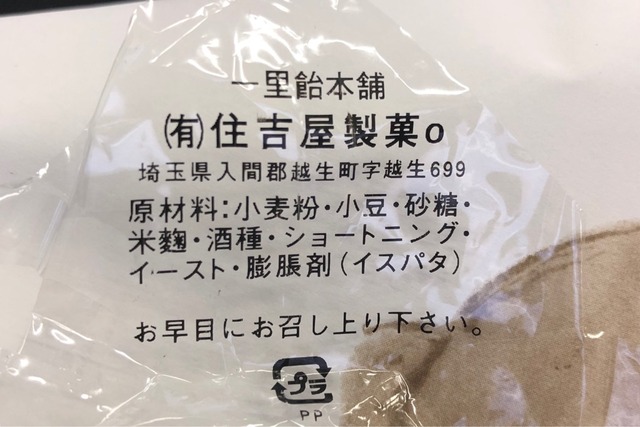 一里飴本舗
㈲住吉屋製菓o
埼玉県入間郡越生町字越生699
原材料:小麦粉・小豆・砂糖・
米麴・酒種・ショートニング・
イースト・膨脹剤(イスパタ)
お早目にお召し上り下さい。
プラ
PP